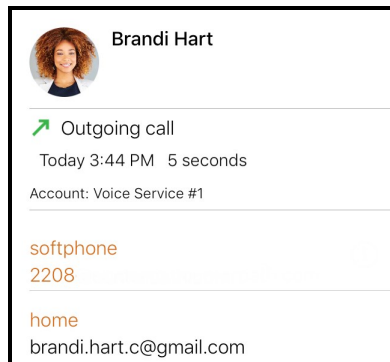 Brandi Hart
Outgoing call
Today 3:44 PM 5 seconds
Account: Voice Service #1
softphone
2208
home
brandi.hart.c@gmail.com